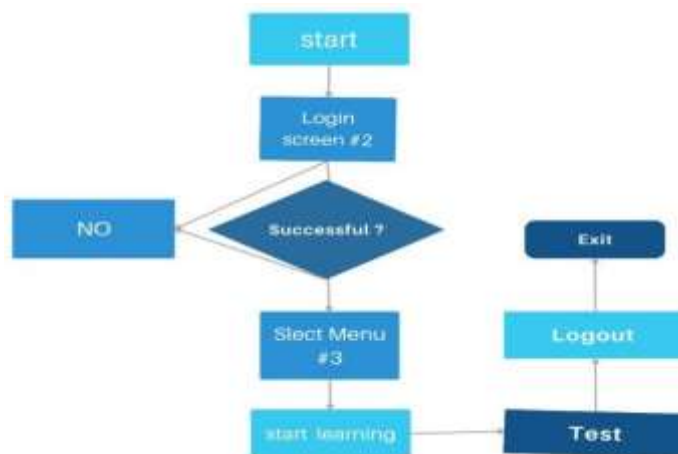 start
Login
screen #2
NO
Successful ?
Exit
Slect Menu
#3
Logout
start learning
Test